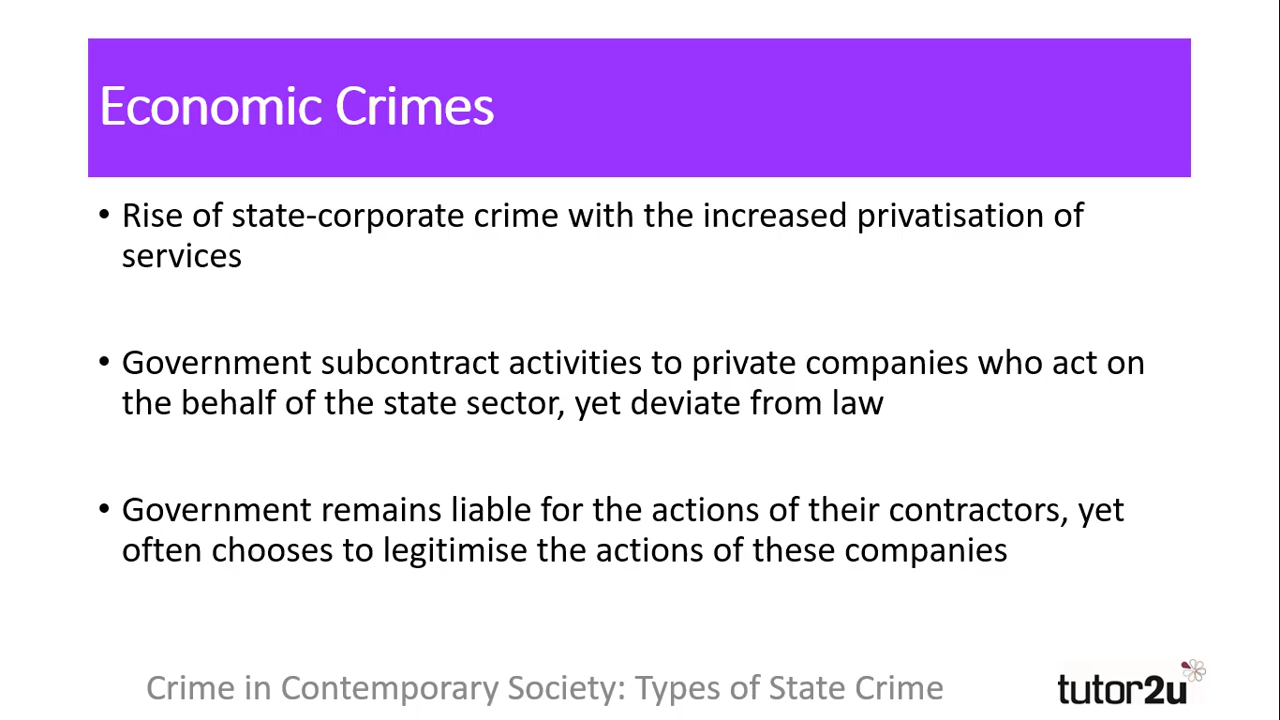 Economic Crimes
• Rise of state-corporate crime with the increased privatisation of
services
• Government subcontract activities to private companies who act on
the behalf of the state sector, yet deviate from law
• Government remains liable for the actions of their contractors, yet
often chooses to legitimise the actions of these companies
Crime in Contemporary Society: Types of State Crime
tutor2u